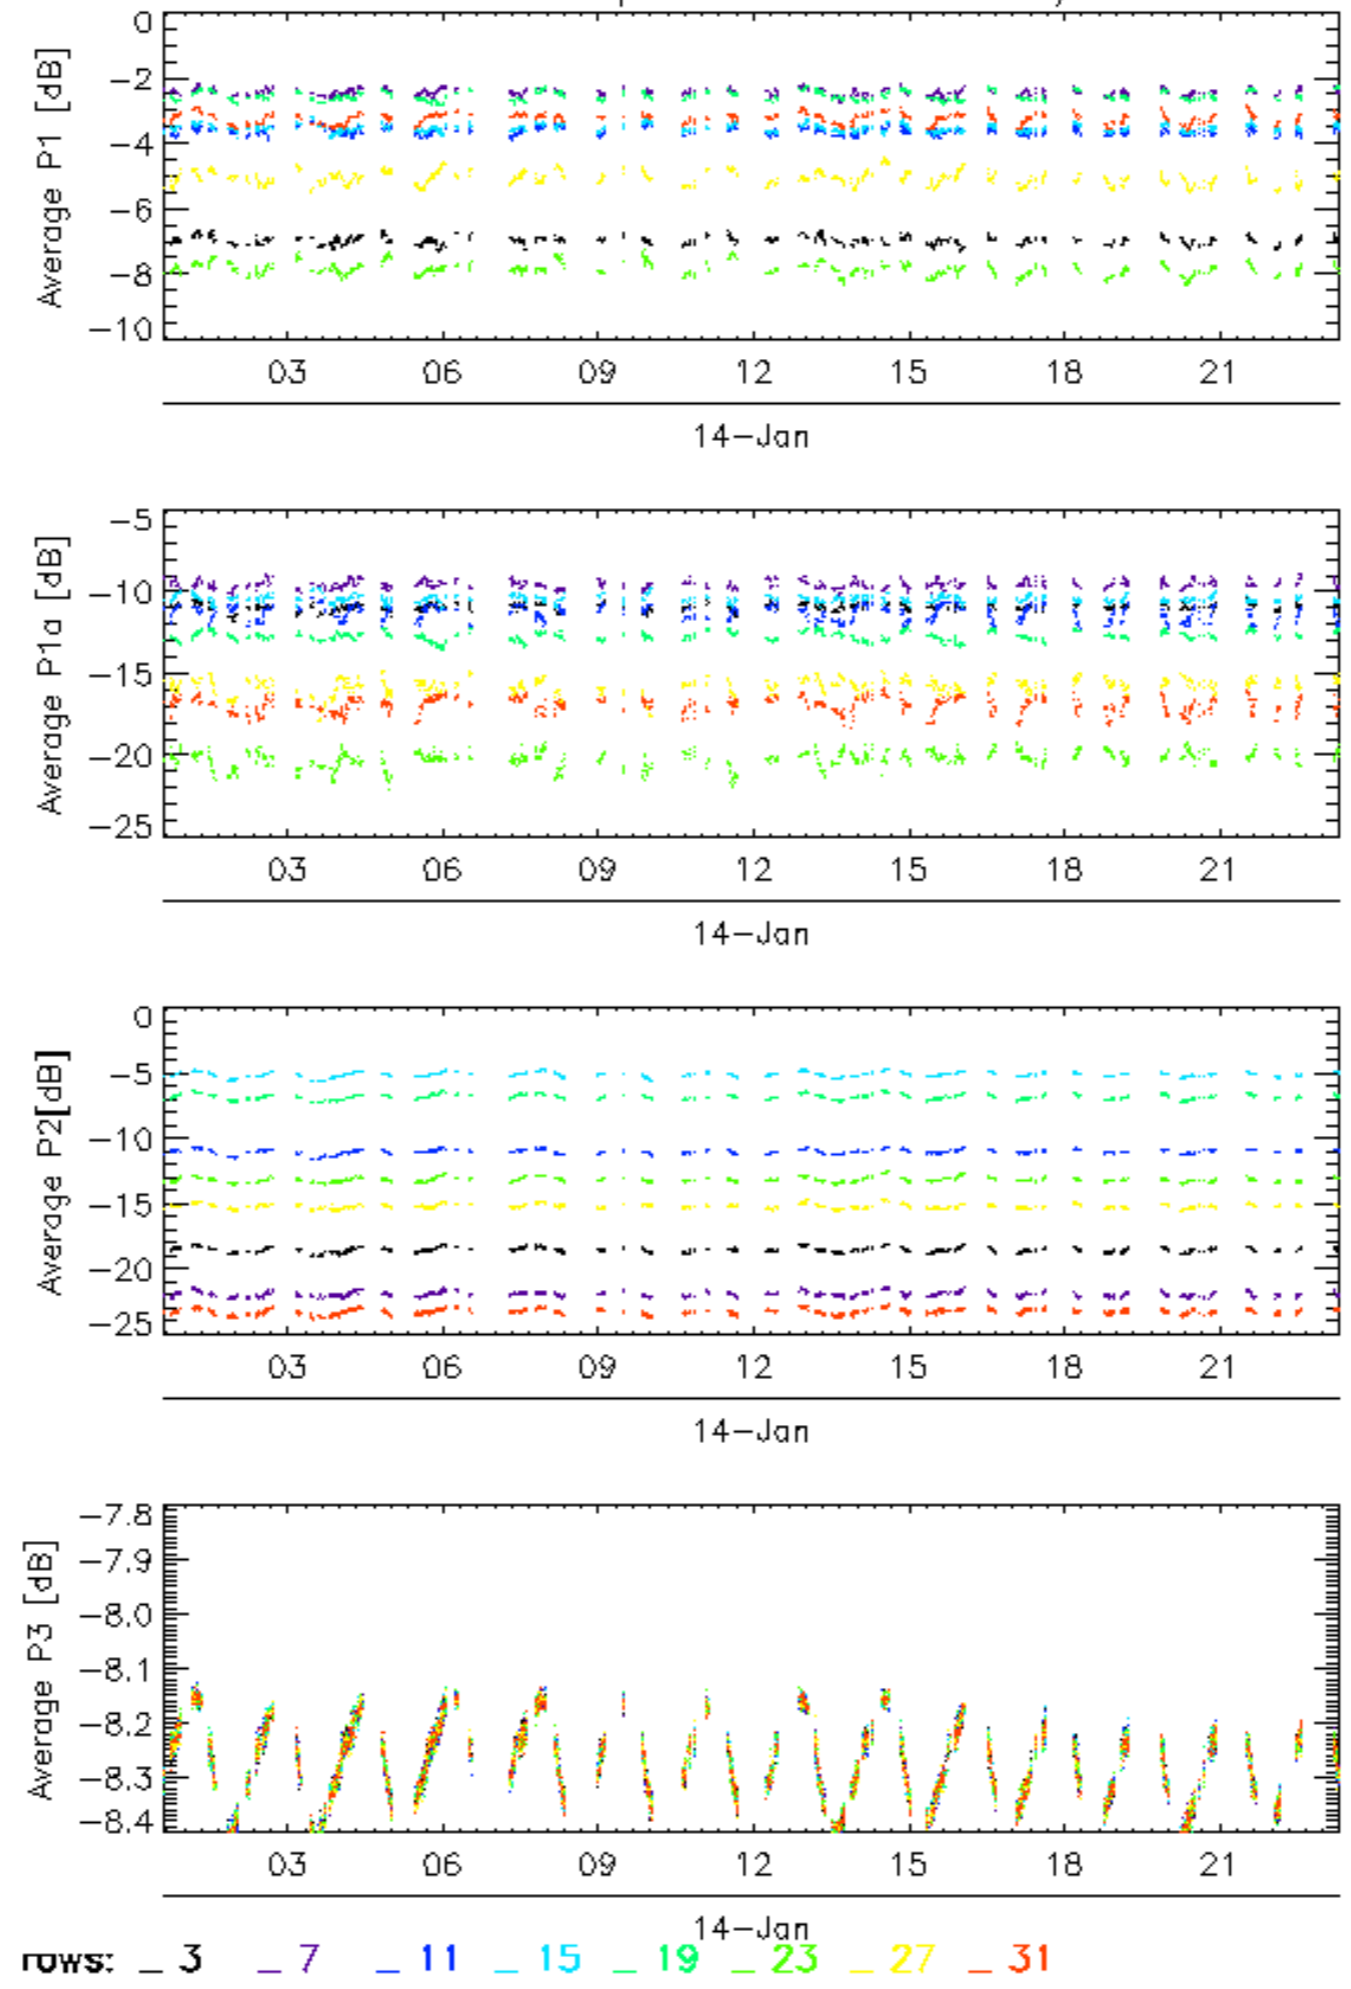 0
−2
−4
−6
−8
−10
Average P1 [dB]
03 06 09 12 15 18 21
14−Jan
−5
−10
−15
−20
−25
Average P1a [dB]
03 06 09 12 15 18 21
14−Jan
0
−5
−10
−15
−20
−25
Average P2[dB]
03 06 09 12 15 18 21
14−Jan
−7.8
−7.9
−8.0
−8.1
−8.2
−8.3
−8.4
Average P3 [dB]
03 06 09 12 15 18 21
14−Jan
rows: _ 3 _ 7 _ 11 _ 15 _ 19 _ 23 _ 27 _ 31